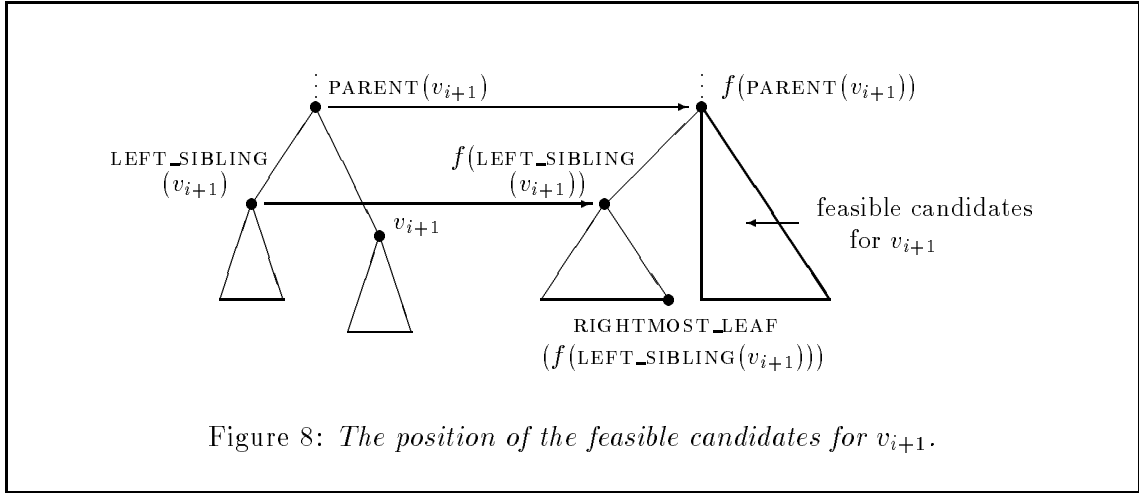 PARENT(v_{i+1})
f(PARENT(v_{i+1}))
LEFT_SIBLING
(v_{i+1})
f(LEFT_SIBLING
(v_{i+1}))
v_{i+1}
feasible candidates
for v_{i+1}
RIGHTMOST_LEAF
(f(LEFT_SIBLING(v_{i+1})))
Figure 8: The position of the feasible candidates for v_{i+1}.